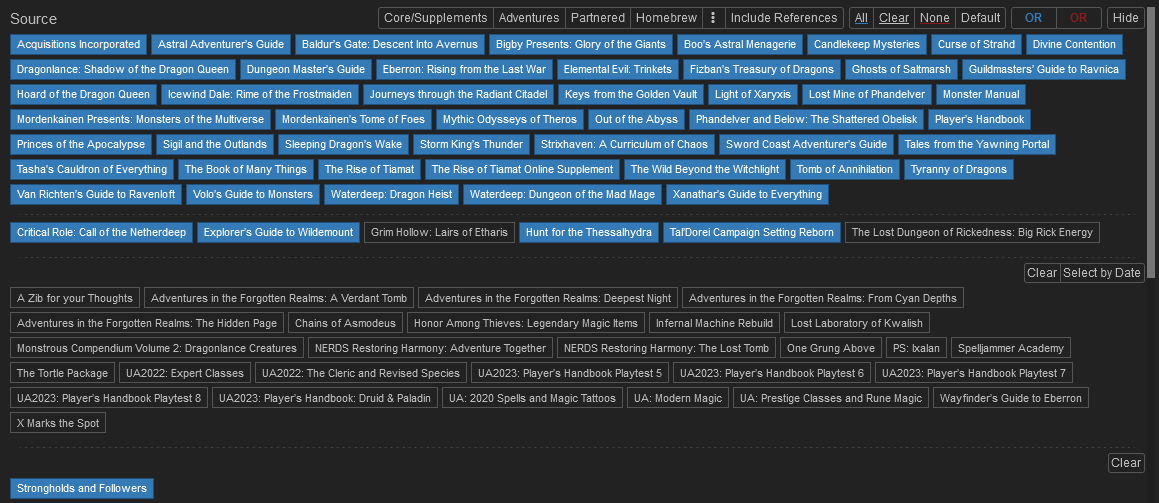 Source Core/Supplements Adventures Partnered Homebrew Include References All Clear None Default OR OR Hide
Acquisitions Incorporated Astral Adventurer's Guide Baldur's Gate: Descent Into Avernus Bigby Presents: Glory of the Giants Boo's Astral Menagerie Candlekeep Mysteries Curse of Strahd Divine Contention
Dragonlance: Shadow of the Dragon Queen Dungeon Master's Guide Eberron: Rising from the Last War Elemental Evil: Trinkets Fizban's Treasury of Dragons Ghosts of Saltmarsh Guildmasters' Guide to Ravnica
Hoard of the Dragon Queen Icewind Dale: Rime of the Frostmaiden Journeys through the Radiant Citadel Keys from the Golden Vault Light of Xaryxis Lost Mine of Phandelver Monster Manual
Mordenkainen Presents: Monsters of the Multiverse Mordenkainen's Tome of Foes Mythic Odysseys of Theros Out of the Abyss Phandelver and Below: The Shattered Obelisk Player's Handbook
Princes of the Apocalypse Sigil and the Outlands Sleeping Dragon's Wake Storm King's Thunder Strixhaven: A Curriculum of Chaos Sword Coast Adventurer's Guide Tales from the Yawning Portal
Tasha's Cauldron of Everything The Book of Many Things The Rise of Tiamat The Rise of Tiamat Online Supplement The Wild Beyond the Witchlight Tomb of Annihilation Tyranny of Dragons
Van Richten's Guide to Ravenloft Volo's Guide to Monsters Waterdeep: Dragon Heist Waterdeep: Dungeon of the Mad Mage Xanathar's Guide to Everything
Critical Role: Call of the Netherdeep Explorer's Guide to Wildemount Grim Hollow: Lairs of Etharis Hunt for the Thessalhydra Tal'Dorei Campaign Setting Reborn The Lost Dungeon of Rickedness: Big Rick Energy
Clear Select by Date
A Zib for your Thoughts Adventures in the Forgotten Realms: A Verdant Tomb Adventures in the Forgotten Realms: Deepest Night Adventures in the Forgotten Realms: From Cyan Depths
Adventures in the Forgotten Realms: The Hidden Page Chains of Asmodeus Honor Among Thieves: Legendary Magic Items Infernal Machine Rebuild Lost Laboratory of Kwalish
Monstrous Compendium Volume 2: Dragonlance Creatures NERDS Restoring Harmony: Adventure Together NERDS Restoring Harmony: The Lost Tomb One Grung Above PS: Ixalan Spelljammer Academy
The Tortle Package UA2022: Expert Classes UA2022: The Cleric and Revised Species UA2023: Player's Handbook Playtest 5 UA2023: Player's Handbook Playtest 6 UA2023: Player's Handbook Playtest 7
UA2023: Player's Handbook Playtest 8 UA2023: Player's Handbook: Druid & Paladin UA: 2020 Spells and Magic Tattoos UA: Modern Magic UA: Prestige Classes and Rune Magic Wayfinder's Guide to Eberron
X Marks the Spot
Clear
Strongholds and Followers